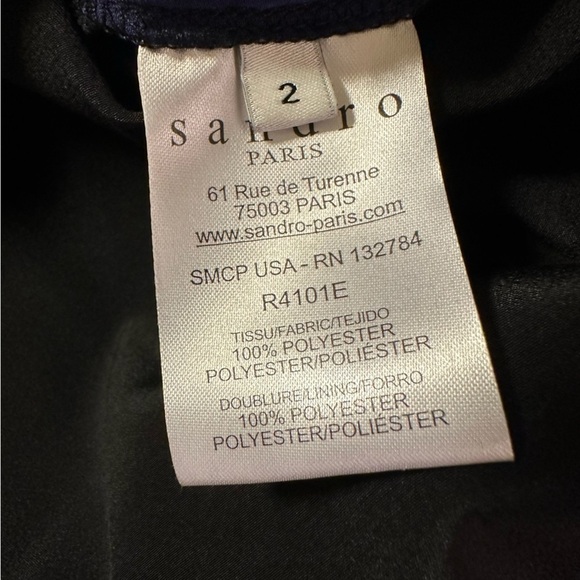 2
sandro
PARIS
61 Rue de Turenne
75003 PARIS
www.sandro-paris.com
SMCP USA - RN 132784
R4101E
TISSU/FABRIC/TEJIDO
100% POLYESTER
POLYESTER/POLIÉSTER
DOUBLURE/LINING/FORRO
100% POLYESTER
POLYESTER/POLIÉSTER